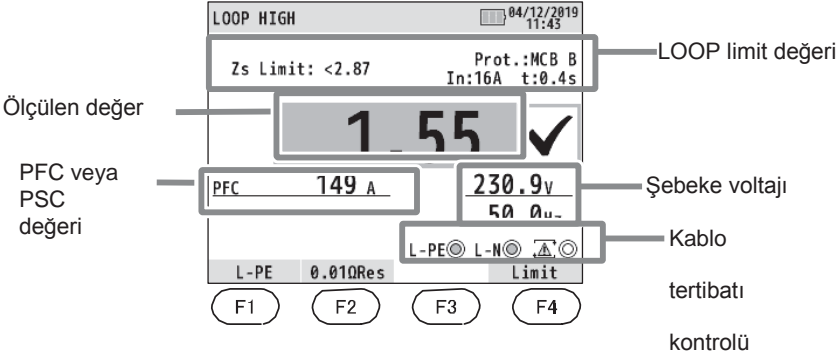 LOOP HIGH
04/12/2019
11:43
Zs Limit: <2.87
Prot.:MCB B
In:16A t:0.4s
LOOP limit değeri
Ölçülen değer
1.55
PFC veya
PSC
değeri
PFC 149 A
230.9V
50.0Hz
Şebeke voltajı
L-PE L-N
Kablo
tertibatı
kontrolü
L-PE 0.01ΩRes Limit
F1 F2 F3 F4